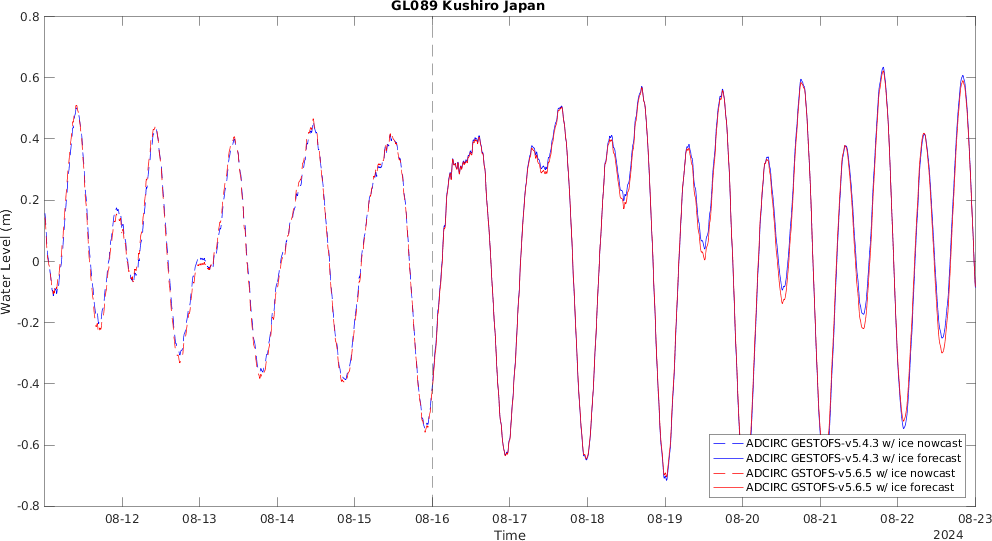 GL089 Kushiro Japan
0.8
0.6
0.4
0.2
0
-0.2
-0.4
-0.6
-0.8
Water Level (m)
ADCIRC GESTOFS-v5.4.3 w/ ice nowcast
ADCIRC GESTOFS-v5.4.3 w/ ice forecast
ADCIRC GSTOFS-v5.6.5 w/ ice nowcast
ADCIRC GSTOFS-v5.6.5 w/ ice forecast
08-12 08-13 08-14 08-15 08-16 08-17 08-18 08-19 08-20 08-21 08-22 08-23
Time
2024